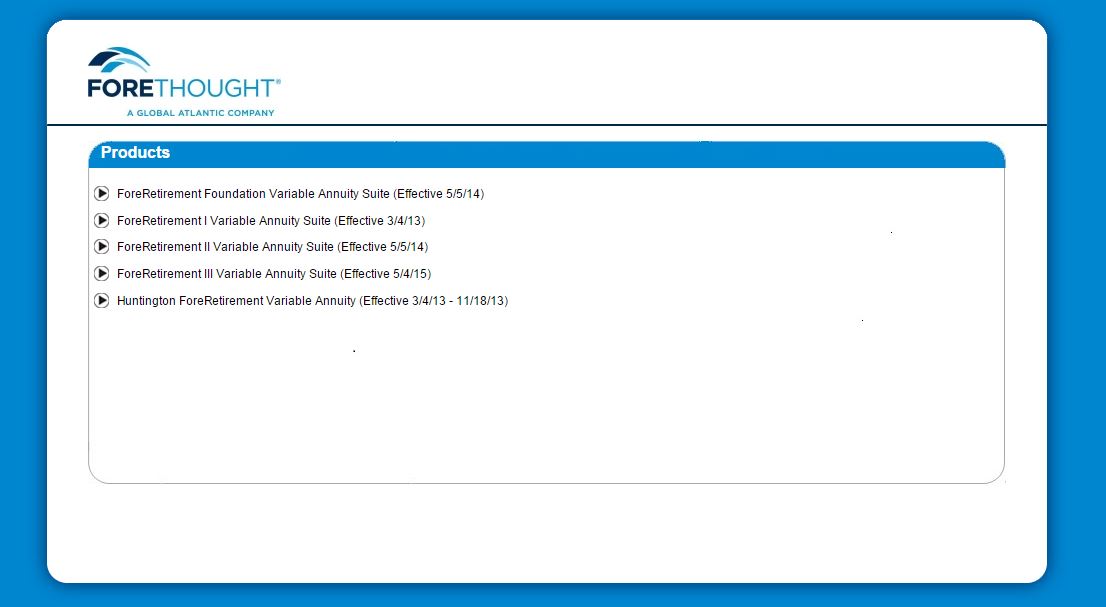 FORETHOUGHT®
A GLOBAL ATLANTIC COMPANY
Products
ForeRetirement Foundation Variable Annuity Suite (Effective 5/5/14)
ForeRetirement I Variable Annuity Suite (Effective 3/4/13)
ForeRetirement II Variable Annuity Suite (Effective 5/5/14)
ForeRetirement III Variable Annuity Suite (Effective 5/4/15)
Huntington ForeRetirement Variable Annuity (Effective 3/4/13 - 11/18/13)